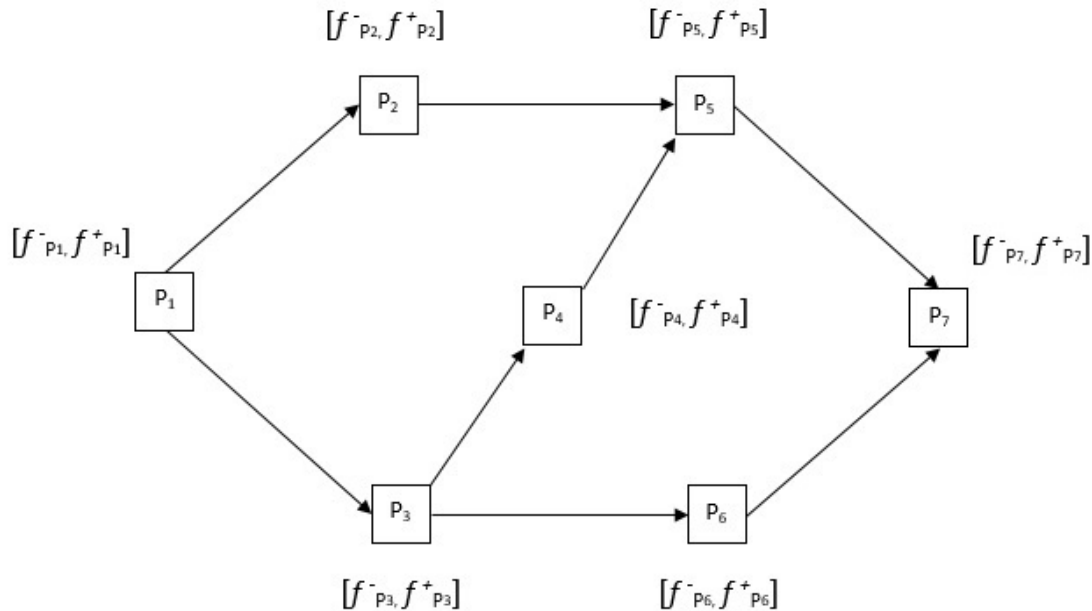 [f⁻P₂, f⁺P₂]
[f⁻P₅, f⁺P₅]
P₂
P₅
[f⁻P₁, f⁺P₁]
[f⁻P₇, f⁺P₇]
P₁
P₄
[f⁻P₄, f⁺P₄]
P₇
P₃
P₆
[f⁻P₃, f⁺P₃]
[f⁻P₆, f⁺P₆]